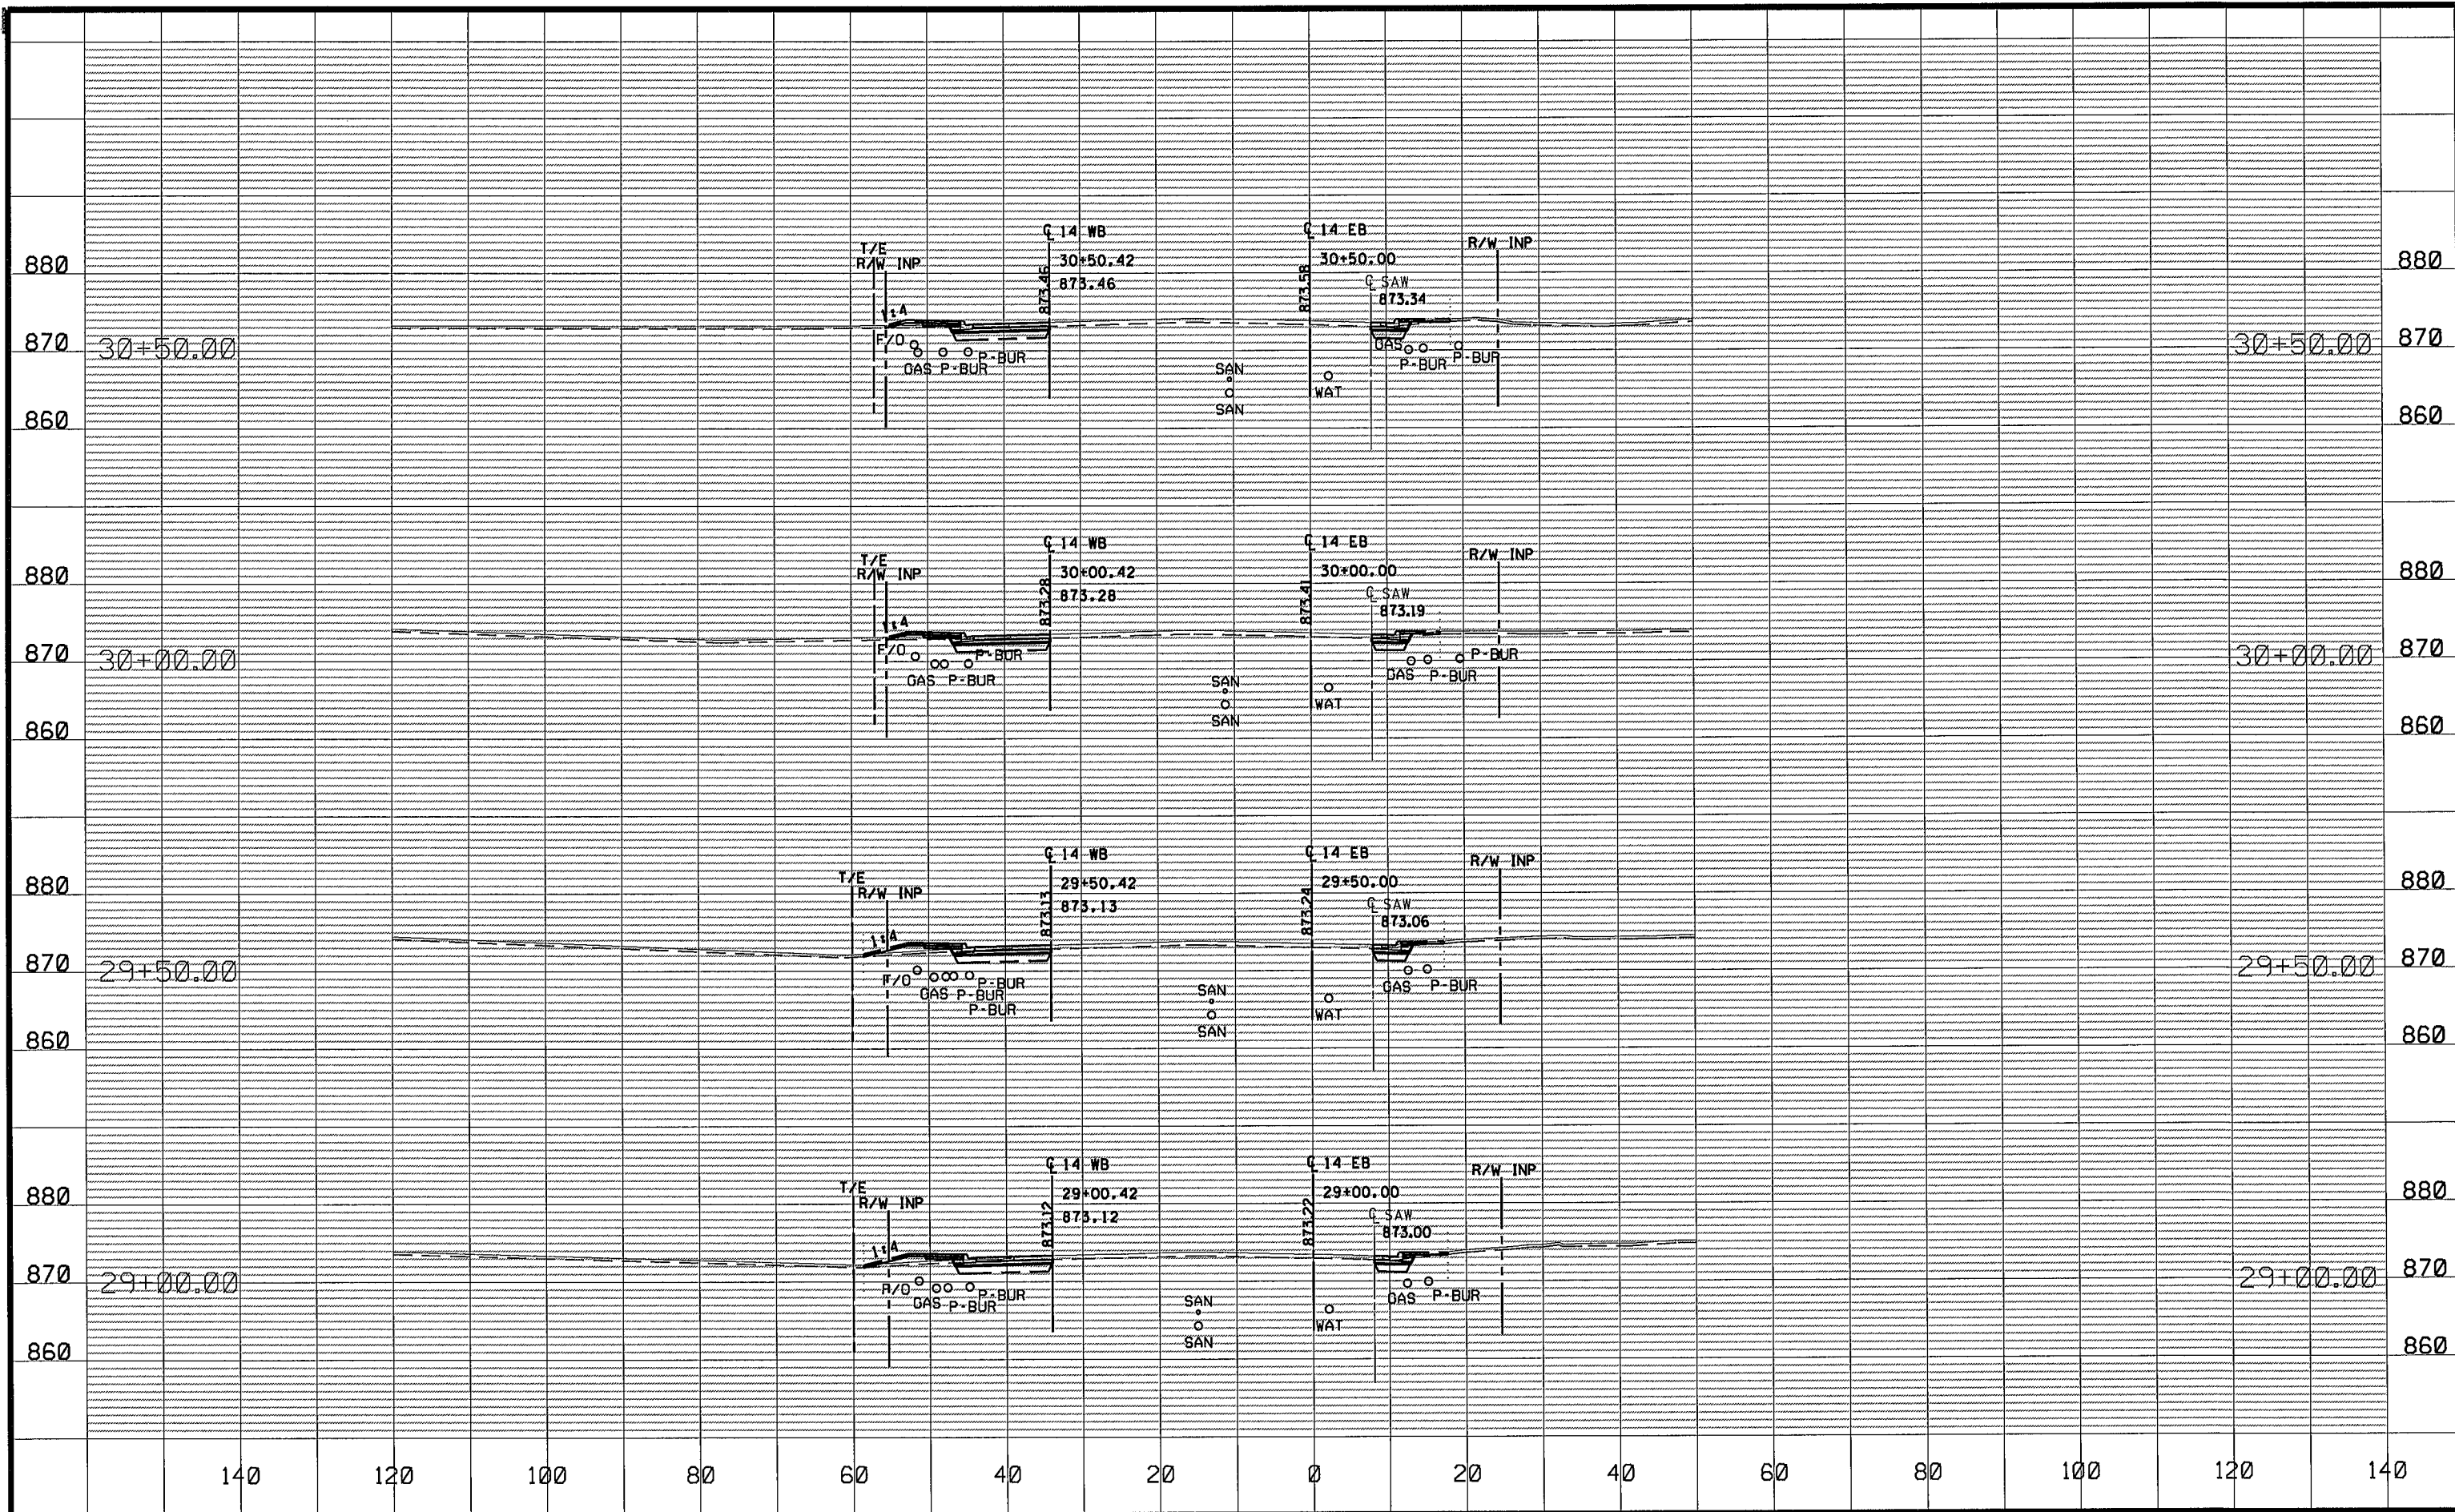 ℄ 14 WB
℄ 14 EB
T/E
R/W INP
R/W INP
880
30+50.42
30+50.00
880
873.46
873.46
873.58
℄ SAW
873.34
1:4
870
30+50.00
F/O
GAS
P-BUR
P-BUR
GAS
P-BUR
P-BUR
30+50.00
870
SAN
WAT
SAN
860
860
℄ 14 WB
℄ 14 EB
T/E
R/W INP
R/W INP
880
30+00.42
30+00.00
880
873.28
873.28
873.41
℄ SAW
873.19
1:4
870
30+00.00
F/O
P-BUR
GAS P-BUR
P-BUR
GAS P-BUR
30+00.00
870
SAN
WAT
SAN
860
860
℄ 14 WB
℄ 14 EB
T/E
R/W INP
R/W INP
880
29+50.42
29+50.00
880
873.13
873.13
873.24
℄ SAW
873.06
1:4
870
29+50.00
F/O
P-BUR
GAS P-BUR
P-BUR
GAS P-BUR
29+50.00
870
SAN
WAT
SAN
860
860
℄ 14 WB
℄ 14 EB
T/E
R/W INP
R/W INP
880
29+00.42
29+00.00
880
873.12
873.12
873.22
℄ SAW
873.00
1:4
870
29+00.00
F/O
P-BUR
GAS P-BUR
GAS P-BUR
29+00.00
870
SAN
WAT
SAN
860
860
140 120 100 80 60 40 20 0 20 40 60 80 100 120 140